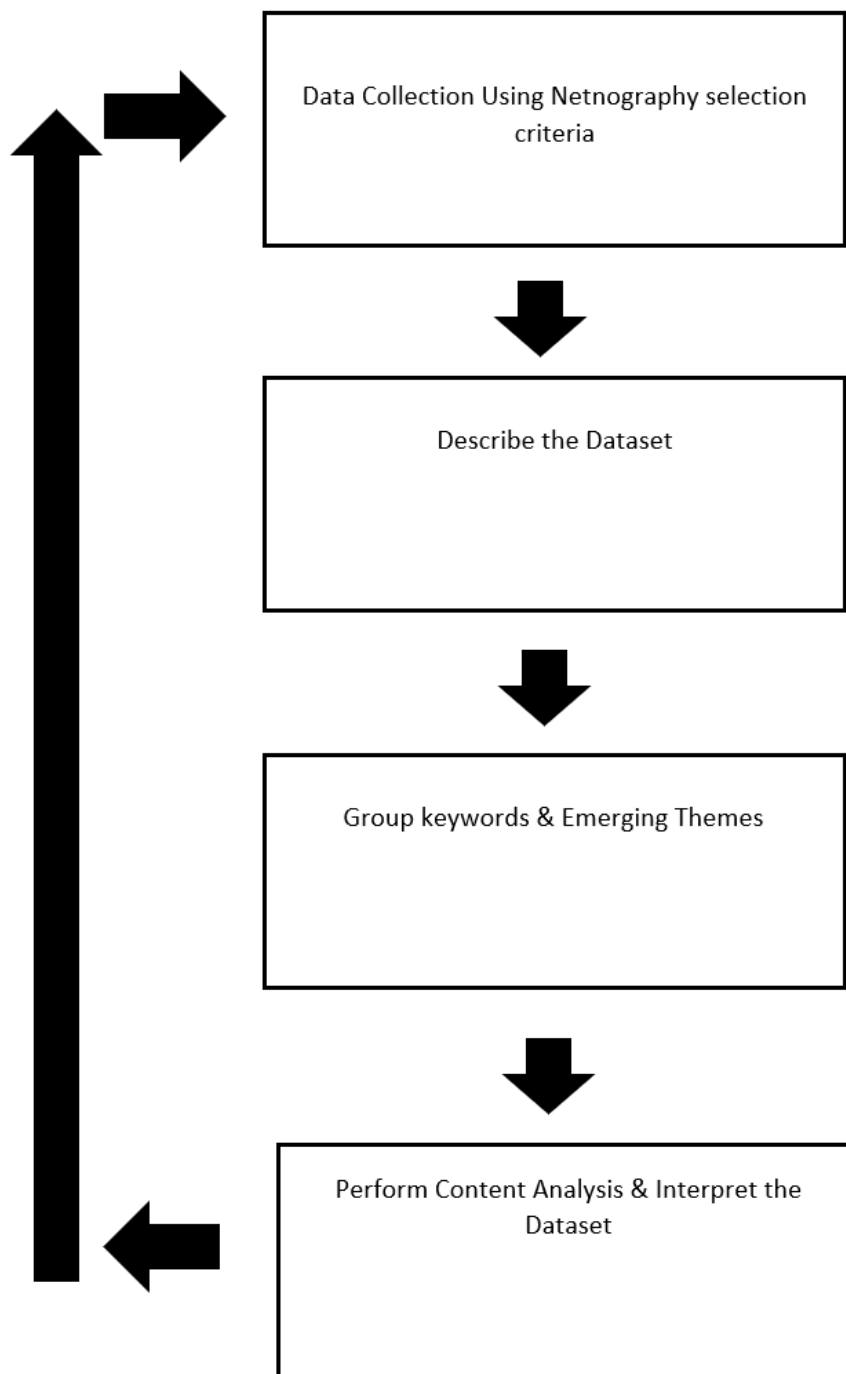 Data Collection Using Netnography selection
criteria
Describe the Dataset
Group keywords & Emerging Themes
Perform Content Analysis & Interpret the
Dataset